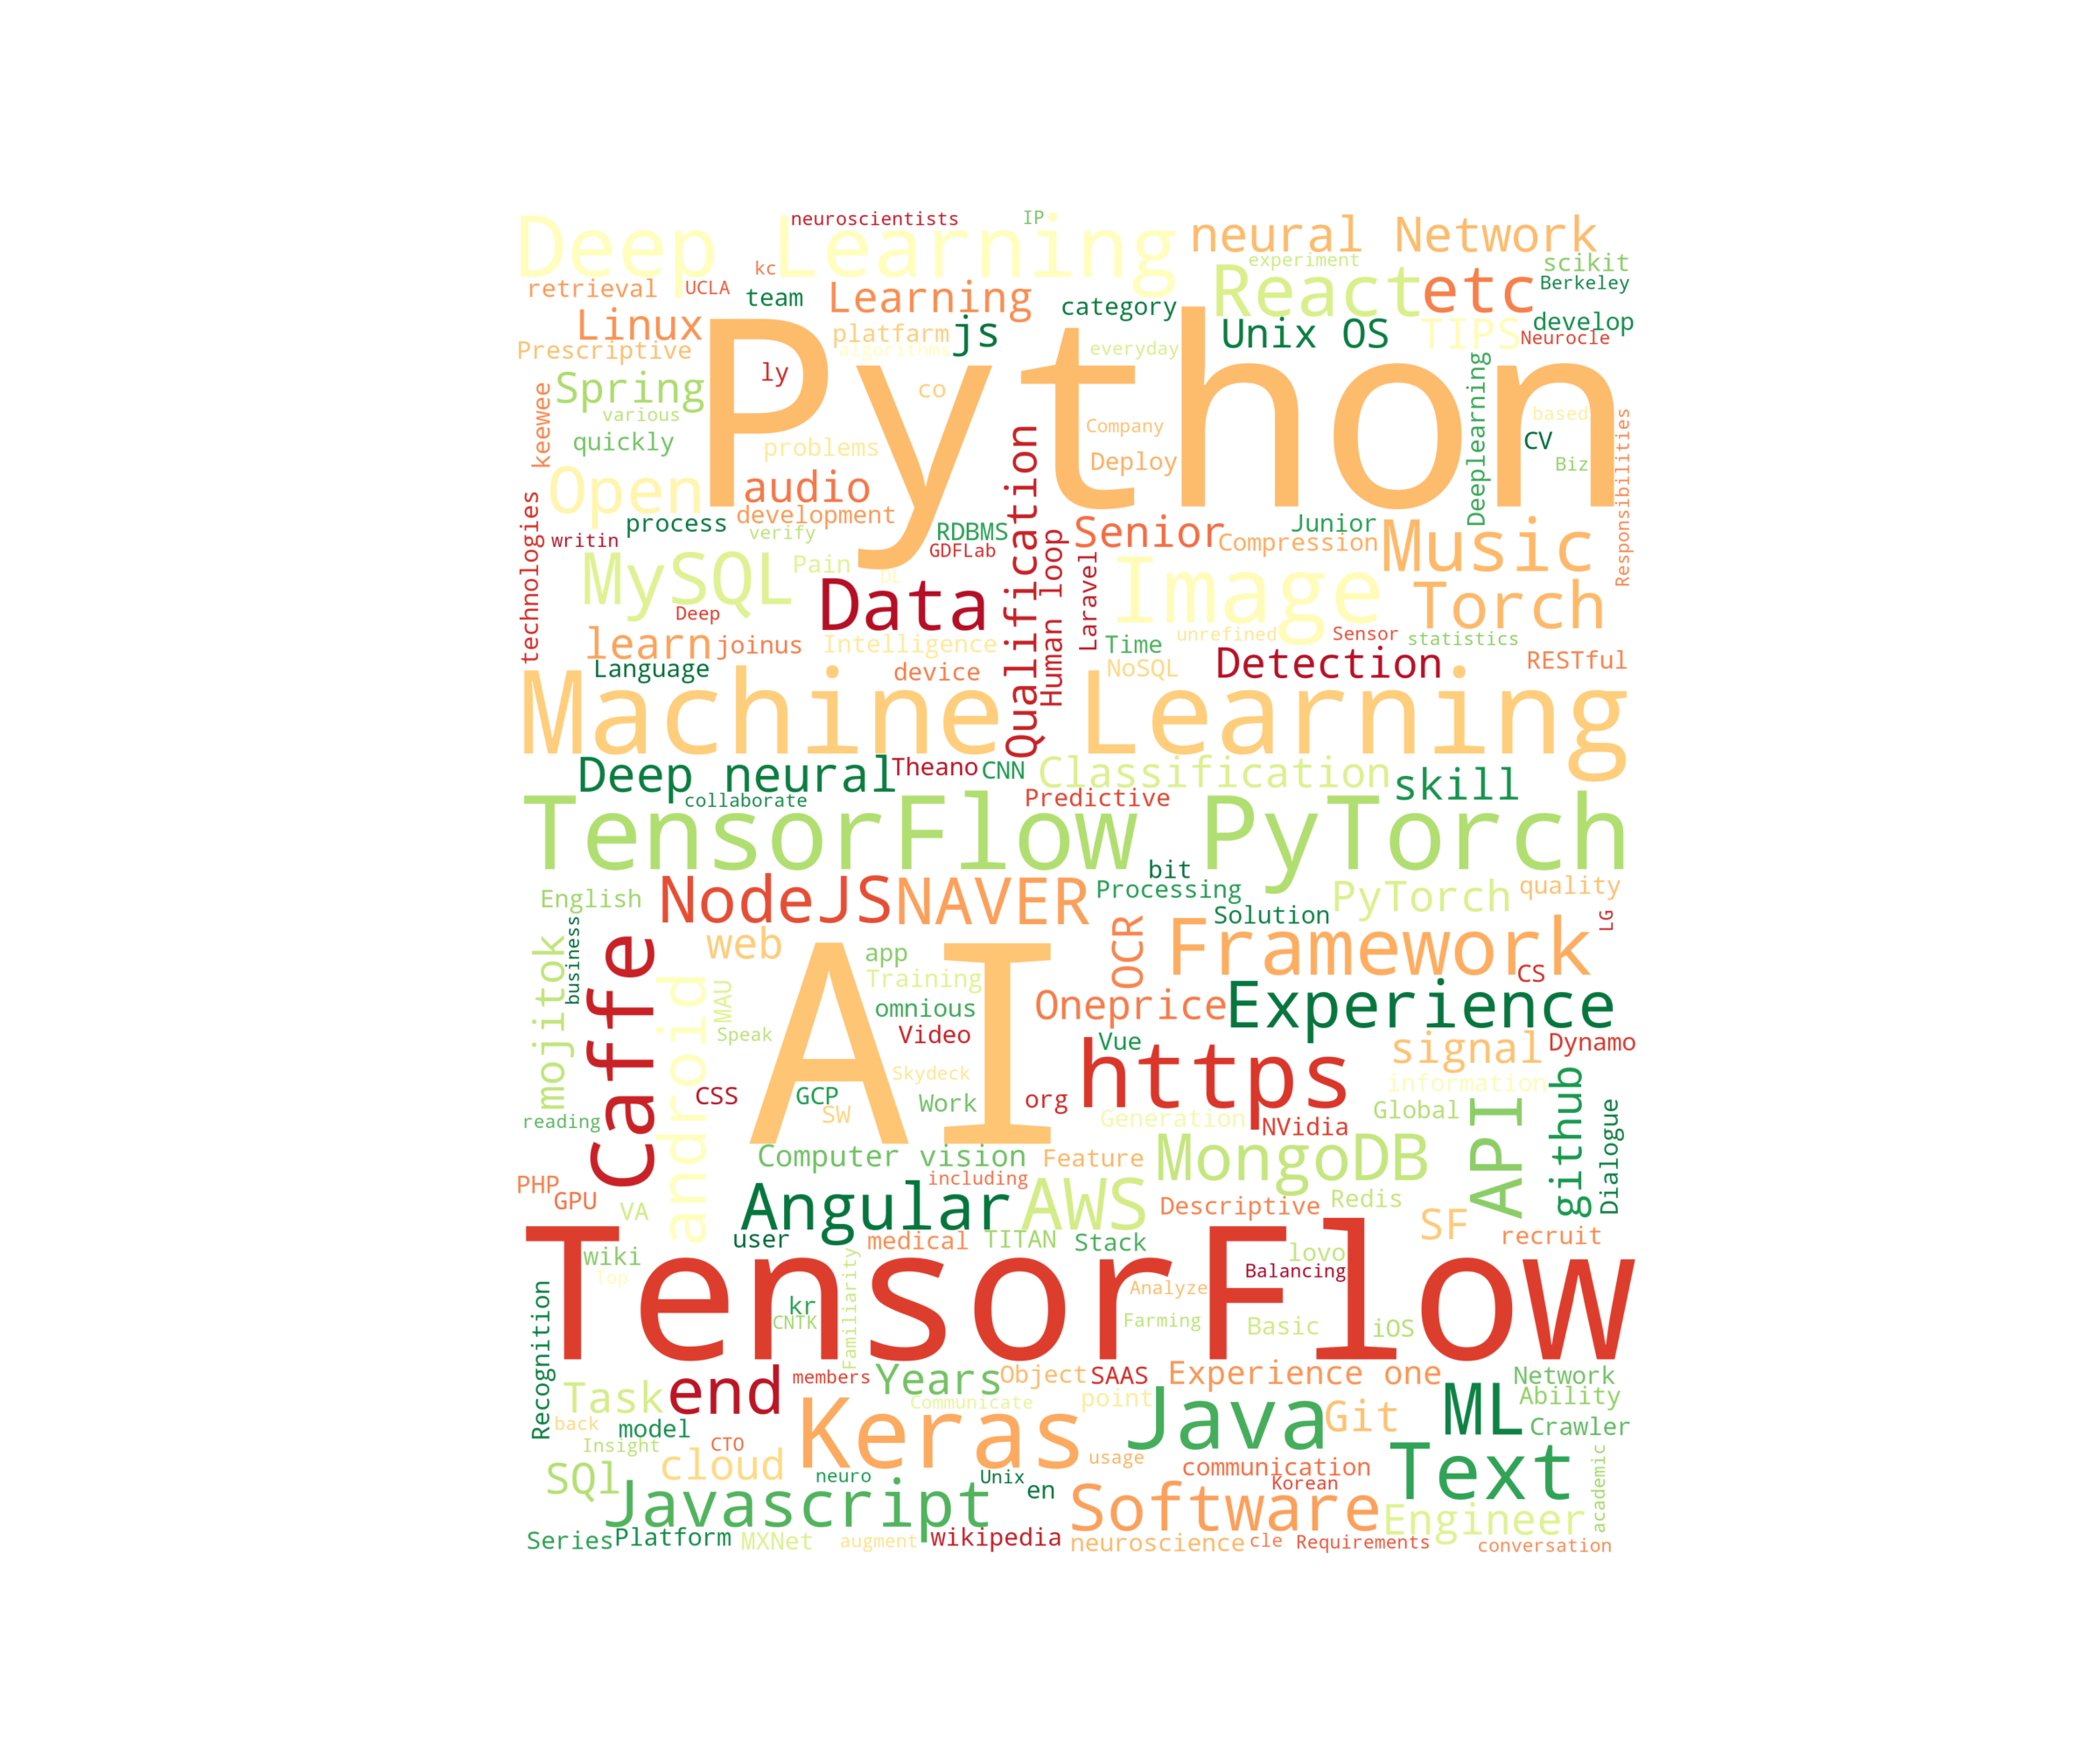 neuroscientists IP
Deep Learning neural Network
experiment scikit
kc retrieval UCLA team Learning category React etc Berkeley
Linux platfarm js Unix OS TIPS develop
Prescriptive algorithms everyday Neurocle
Python
Spring ly co
keewee various Company based
quickly problems Deploy Deeplearning CV Biz Responsibilities
Open audio Qualification
technologies process development RDBMS Senior Junior Music
writin verify GDFLab Human loop Compression
MySQL Pain DL Data Laravel Image Torch
Deep
learn joinus Intelligence Time unrefined Sensor statistics
Language device NoSQL Detection RESTful
Machine Learning
Deep neural Theano CNN Classification skill
collaborate Predictive
TensorFlow PyTorch
bit
English NodeJS NAVER Processing PyTorch quality
business web OCR Solution LG
mojitok Caffe android app Framework
Training CS
MAU AI omnious Oneprice Experience
Speak Video Vue signal Dynamo
Skydeck https information
CSS GCP SW Work org Global API github
reading Generation NVidia Dialogue
Computer vision Feature MongoDB
PHP including
GPU VA Angular AWS Descriptive Redis SF
user medical TITAN Stack recruit
wiki lovo
Top Balancing
TensorFlow
Recognition kr Familiarity Analyze
CNTK Farming Basic iOS
members Years Object SAAS Experience one Network
Task end Communicate point Java Git ML Ability
back model Keras Crawler
Insight CTO usage
SQl cloud neuro Unix communication Text academic
Javascript en Korean
Software Engineer
Series Platform MXNet augment wikipedia neuroscience cle Requirements conversation